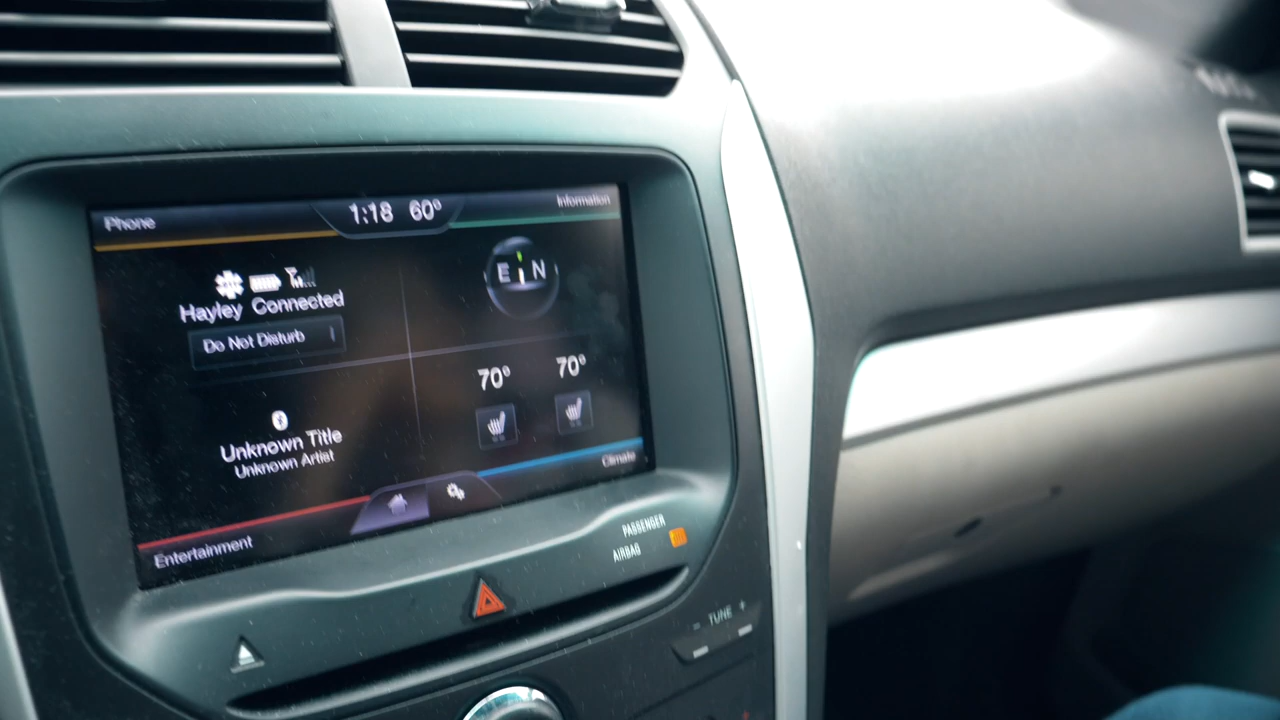 Phone
1:18 60°
Information
Hayley Connected
Do Not Disturb
E N
70° 70°
Unknown Title
Unknown Artist
Climate
Entertainment
PASSENGER
AIRBAG
- TUNE +